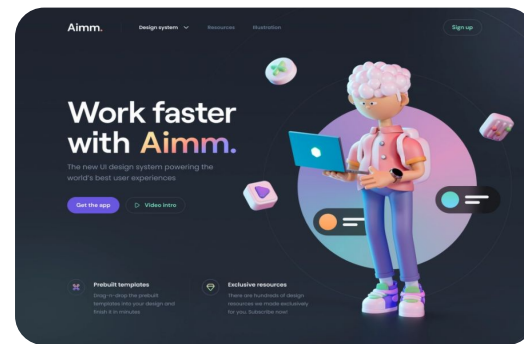 Aimm.
Design system
Resources
Illustration
Sign up
Work faster
with Aimm.
The new UI design system powering the
world's best user experiences
Get the app
Video intro
Prebuilt templates
Drag-n-drop the prebuilt
templates into your design and
finish it in minutes
Exclusive resources
There are hundreds of design
resources we made exclusively
for you. Subscribe now!